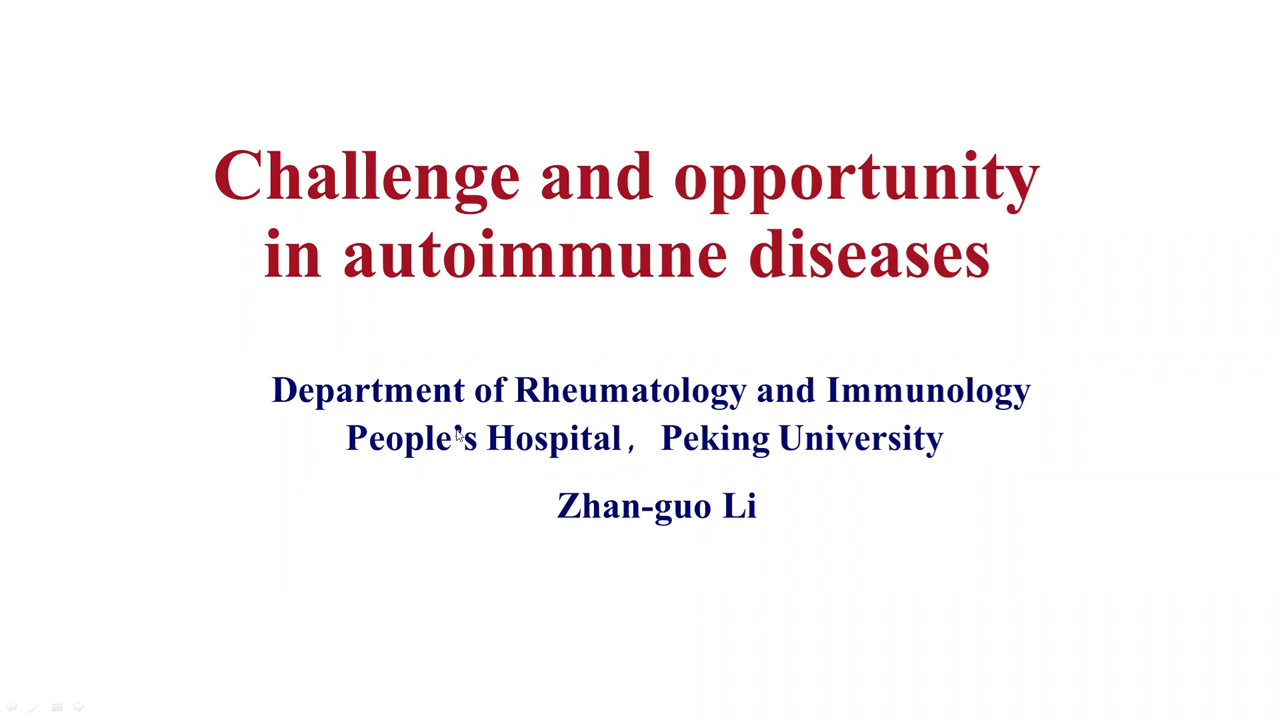 Challenge and opportunity
in autoimmune diseases
Department of Rheumatology and Immunology
People's Hospital, Peking University
Zhan-guo Li